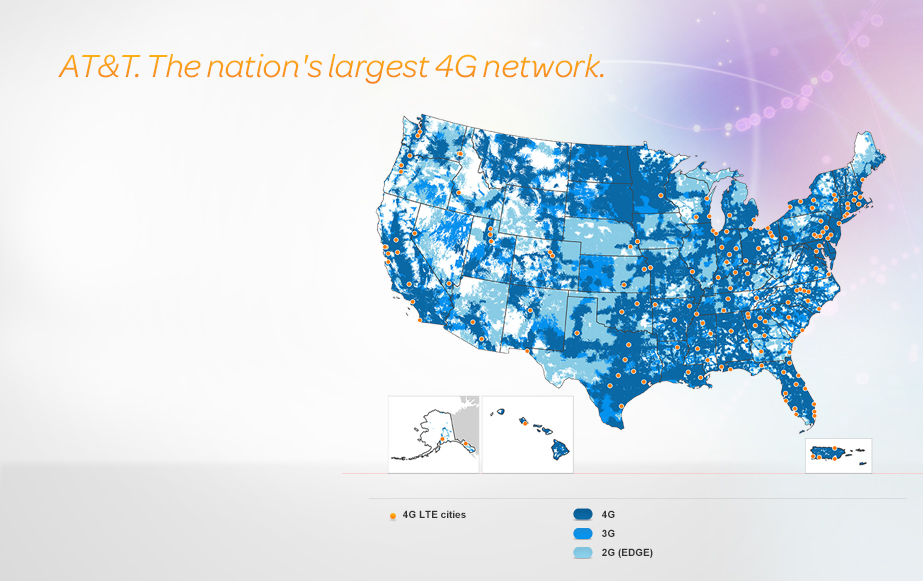 AT&T. The nation's largest 4G network.
4G LTE cities
4G
3G
2G (EDGE)